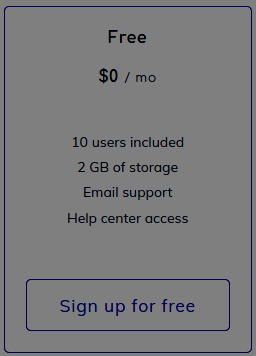 Free
$0 / mo
10 users included
2 GB of storage
Email support
Help center access
Sign up for free